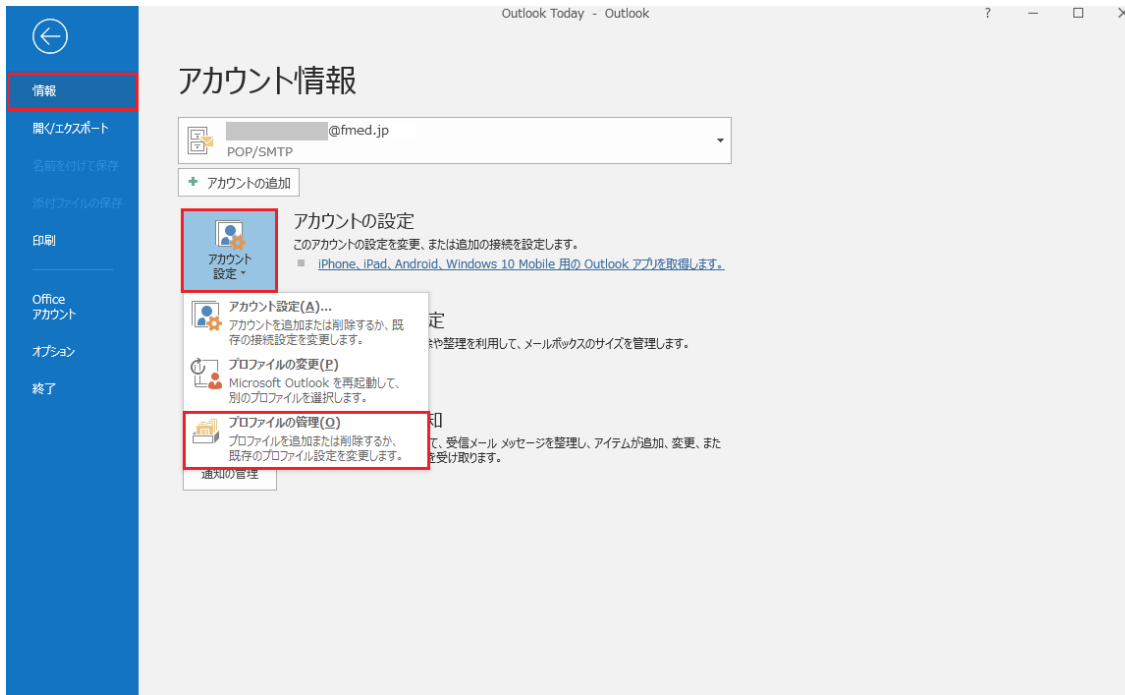 Outlook Today - Outlook
?
情報
開く/エクスポート
名前を付けて保存
添付ファイルの保存
印刷
Office
アカウント
オプション
終了
アカウント情報
@fmed.jp
POP/SMTP
アカウントの追加
アカウント
設定
アカウントの設定
このアカウントの設定を変更、または追加の接続を設定します。
iPhone、iPad、Android、Windows 10 Mobile 用の Outlook アプリを取得します。
アカウント設定(A)...
アカウントを追加または削除するか、既
存の接続設定を変更します。
プロファイルの変更(P)
Microsoft Outlook を再起動して、
別のプロファイルを選択します。
プロファイルの管理(O)
プロファイルを追加または削除するか、
既存のプロファイル設定を変更します。
定
や整理を利用して、メールボックスのサイズを管理します。
て、受信メール メッセージを整理し、アイテムが追加、変更、また
を受け取ります。
通知の管理